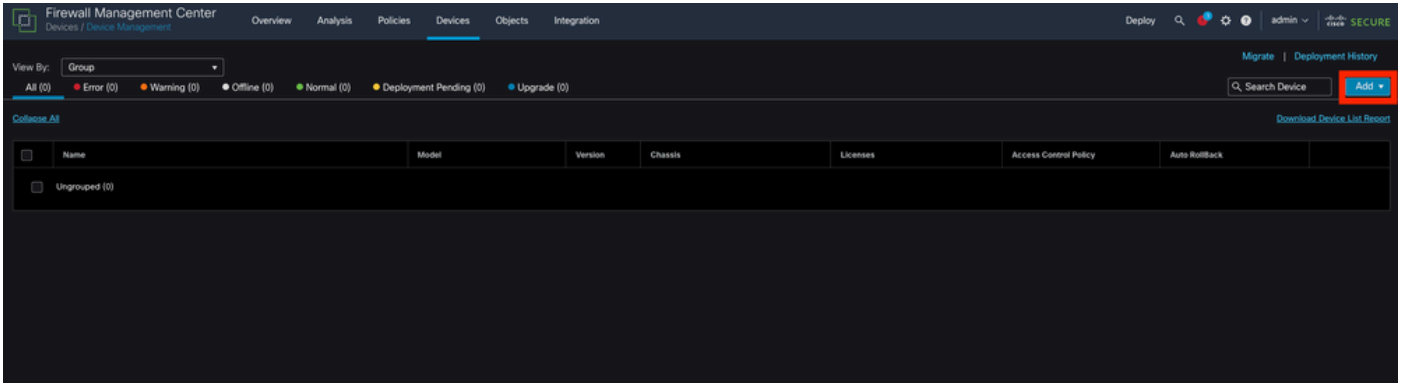 Firewall Management Center
Devices / Device Management
Overview Analysis Policies Devices Objects Integration Deploy admin SECURE
Migrate | Deployment History
View By: Group
All (0) Error (0) Warning (0) Offline (0) Normal (0) Deployment Pending (0) Upgrade (0) Search Device Add
Collapse All Download Device List Report
Name Model Version Chassis Licenses Access Control Policy Auto RollBack
Ungrouped (0)